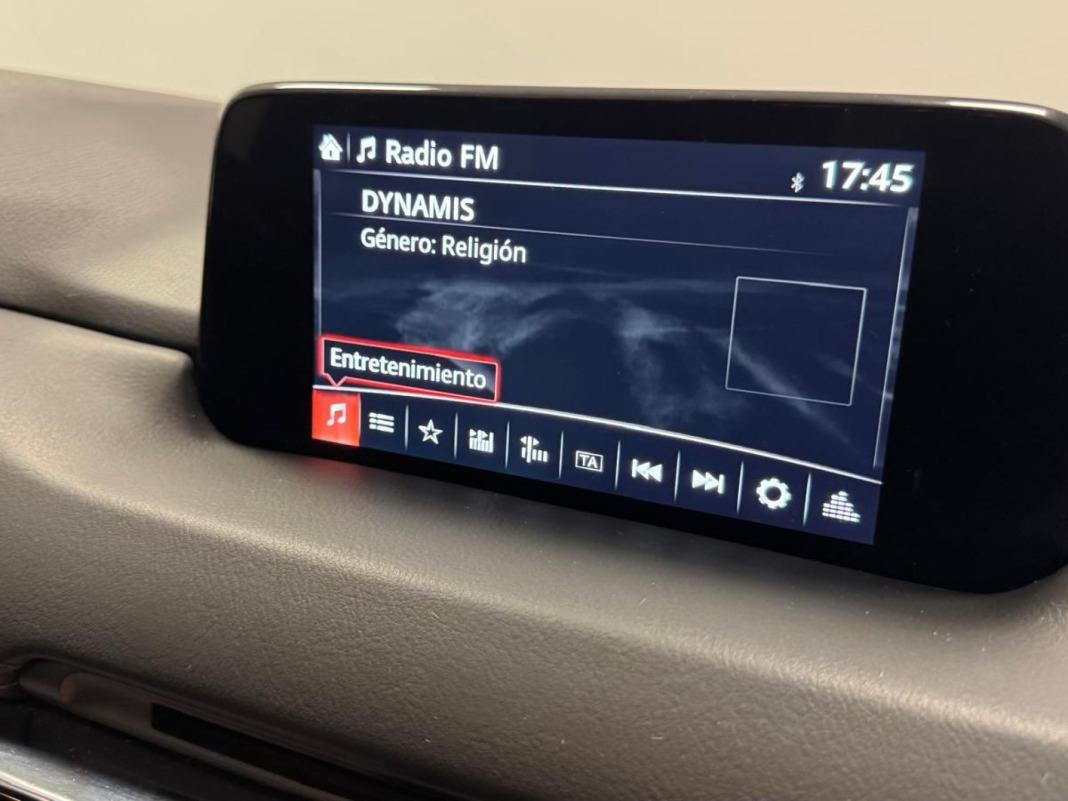 Radio FM
17:45
DYNAMIS
Género: Religión
Entretenimiento
TA